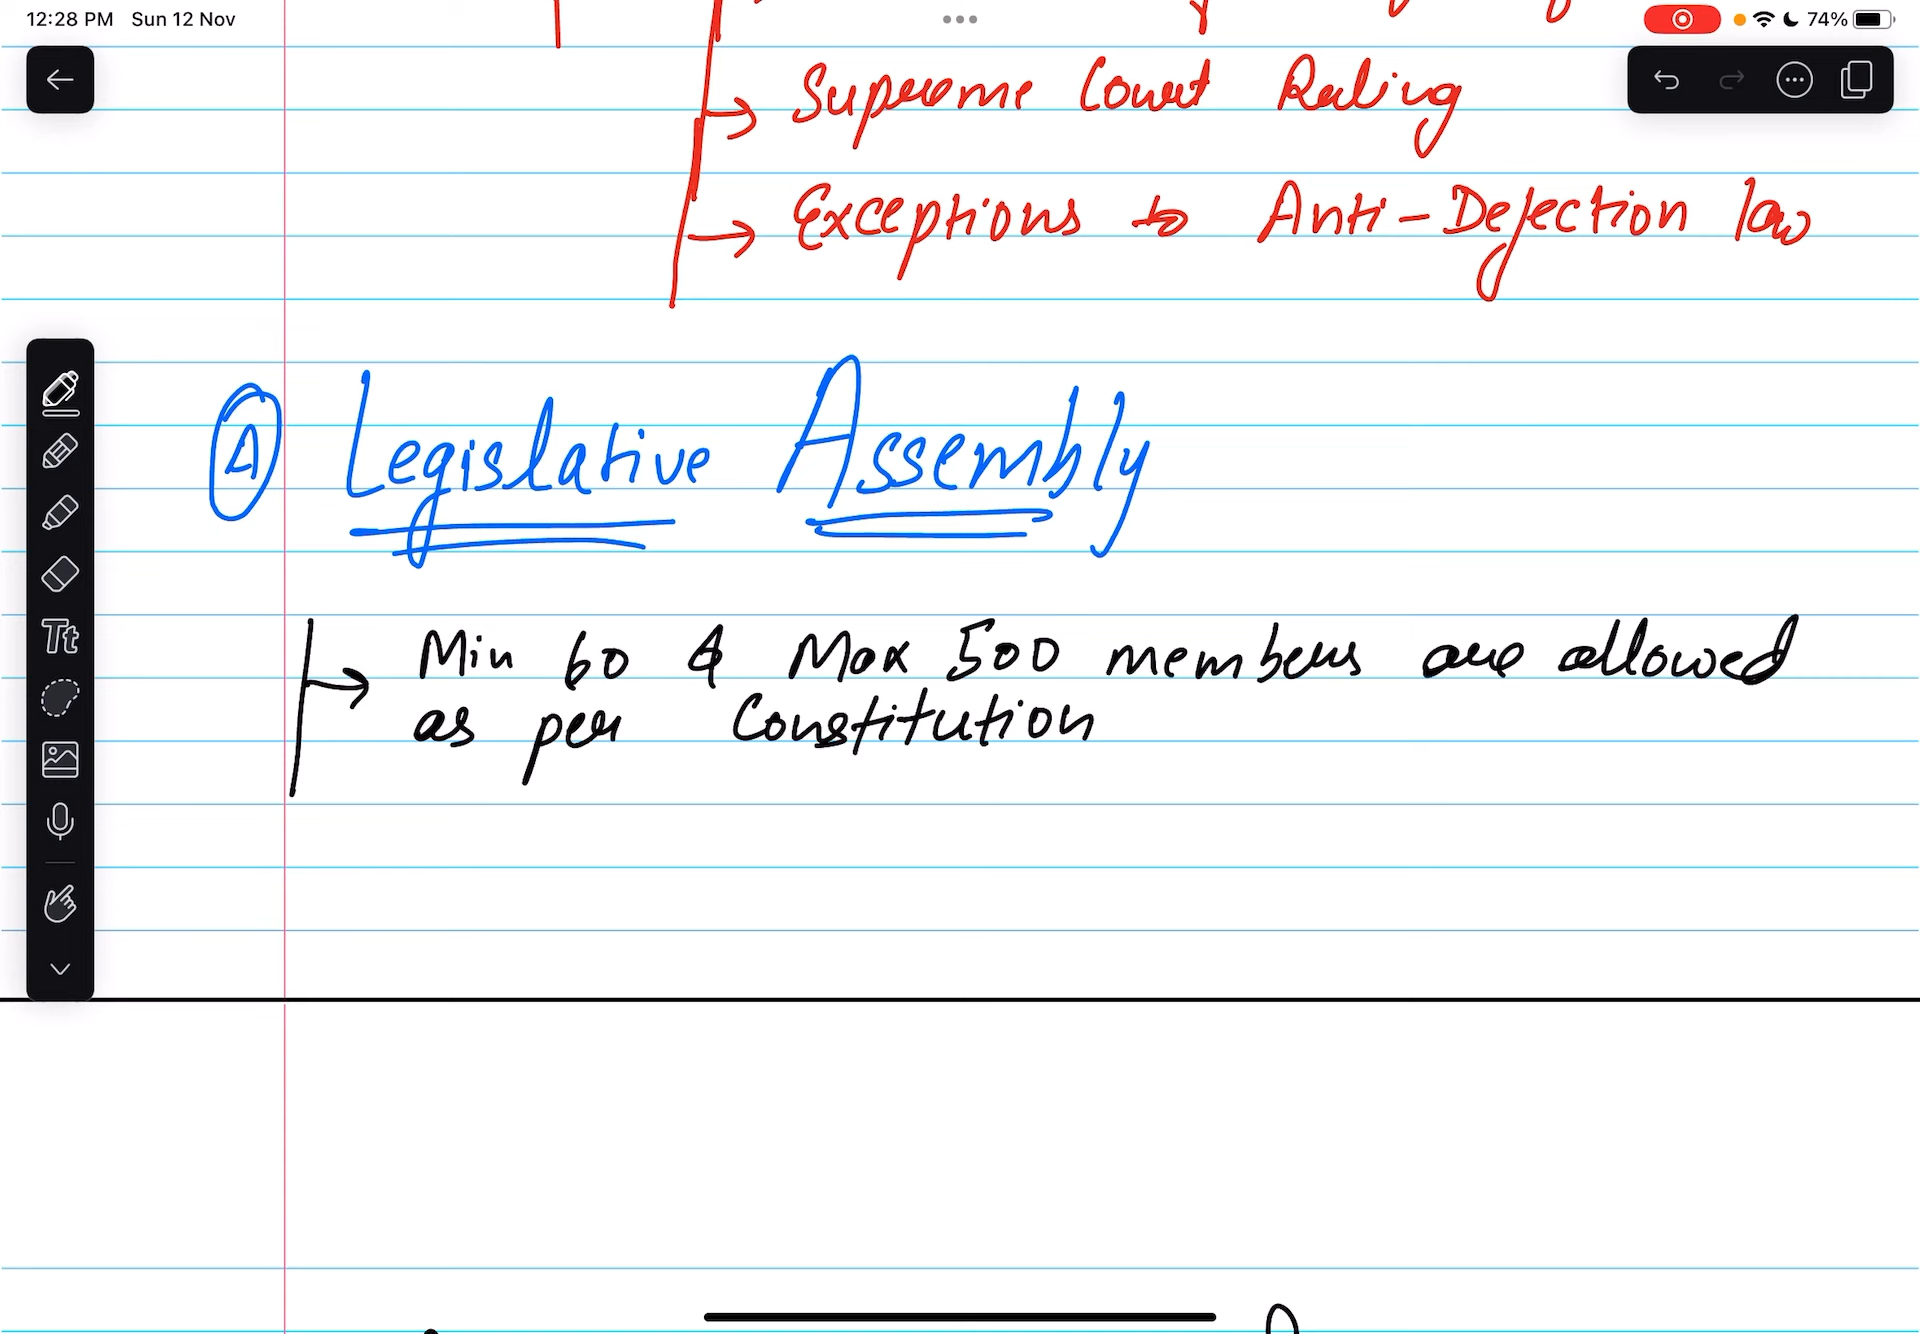 12:28 PM Sun 12 Nov
74%
Supreme Court Ruling
Exceptions to Anti-Defection law
A Legislative Assembly
Min 60 & Max 500 members are allowed
as per Constitution
Tt